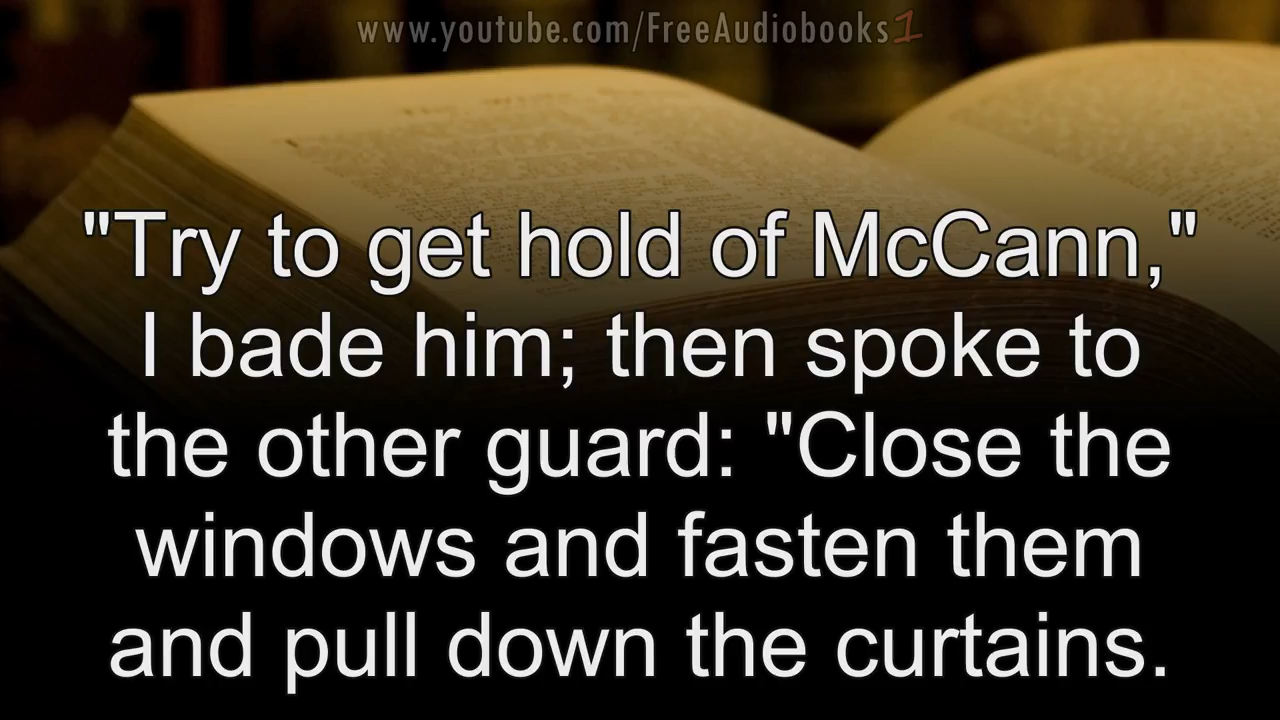 www.youtube.com/FreeAudiobooks1
"Try to get hold of McCann,"
I bade him; then spoke to
the other guard: "Close the
windows and fasten them
and pull down the curtains.